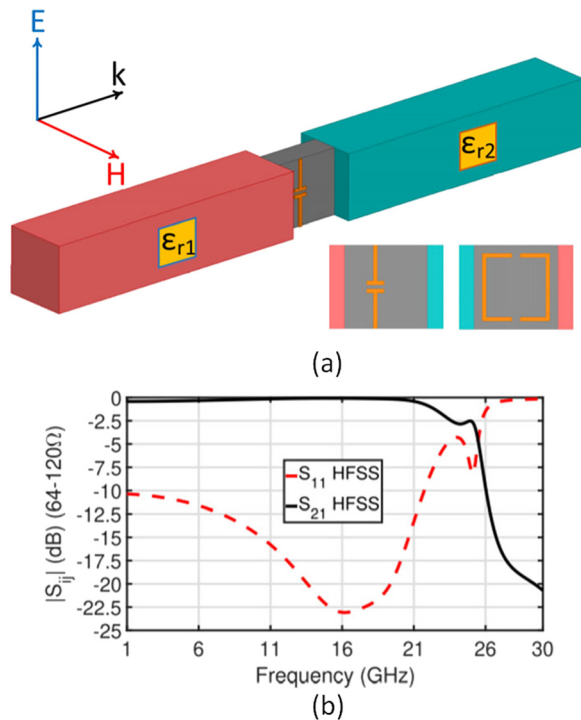 E
k
H
εr1
εr2
(a)
|Sij| (dB) (64-120Ω)
0
-2.5
-5
-7.5
-10
-12.5
-15
-17.5
-20
-22.5
-25
S11 HFSS
S21 HFSS
1 6 11 16 21 26 30
Frequency (GHz)
(b)